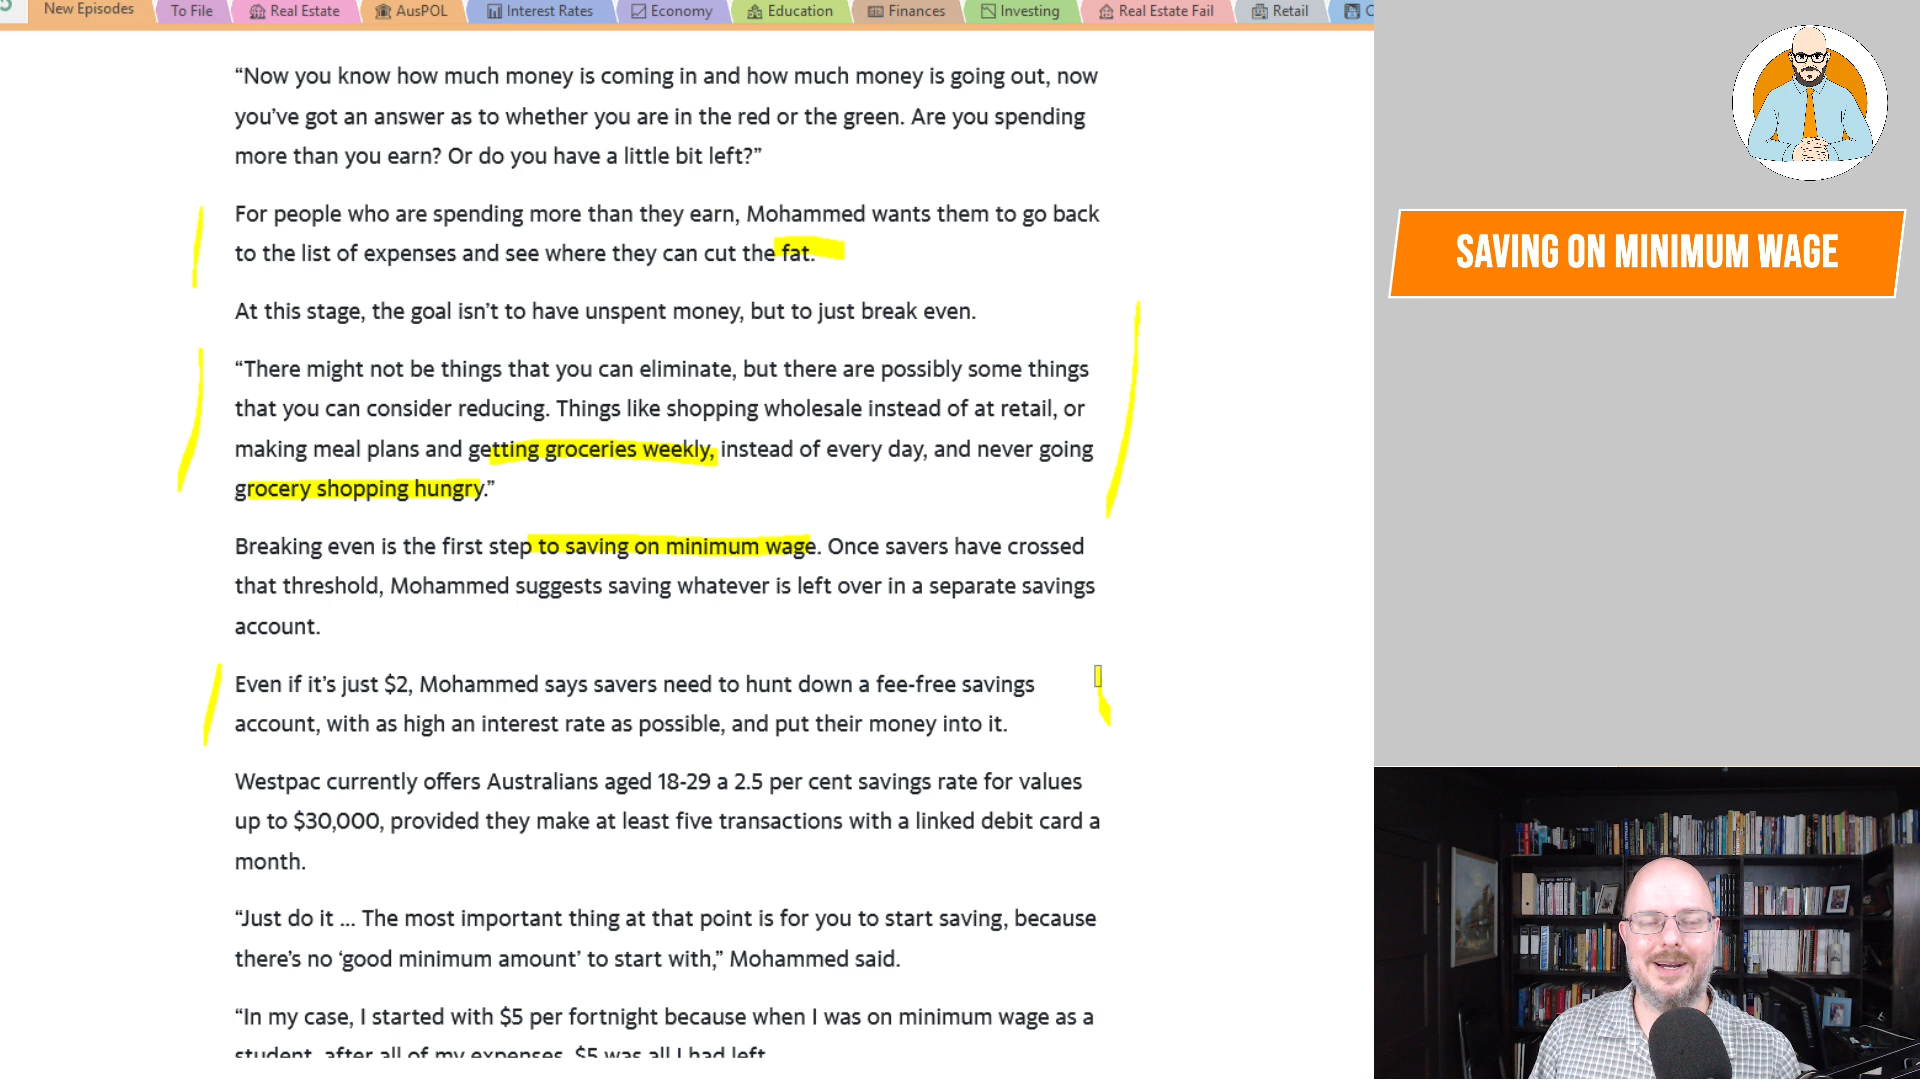 New Episodes To File Real Estate AusPOL Interest Rates Economy Education Finances Investing Real Estate Fail Retail
“Now you know how much money is coming in and how much money is going out, now
you’ve got an answer as to whether you are in the red or the green. Are you spending
more than you earn? Or do you have a little bit left?”
For people who are spending more than they earn, Mohammed wants them to go back
to the list of expenses and see where they can cut the fat.
At this stage, the goal isn’t to have unspent money, but to just break even.
“There might not be things that you can eliminate, but there are possibly some things
that you can consider reducing. Things like shopping wholesale instead of at retail, or
making meal plans and getting groceries weekly, instead of every day, and never going
grocery shopping hungry.”
Breaking even is the first step to saving on minimum wage. Once savers have crossed
that threshold, Mohammed suggests saving whatever is left over in a separate savings
account.
Even if it’s just $2, Mohammed says savers need to hunt down a fee-free savings
account, with as high an interest rate as possible, and put their money into it.
Westpac currently offers Australians aged 18-29 a 2.5 per cent savings rate for values
up to $30,000, provided they make at least five transactions with a linked debit card a
month.
“Just do it ... The most important thing at that point is for you to start saving, because
there’s no ‘good minimum amount’ to start with,” Mohammed said.
“In my case, I started with $5 per fortnight because when I was on minimum wage as a
student, after all of my expenses, $5 was all I had left
SAVING ON MINIMUM WAGE